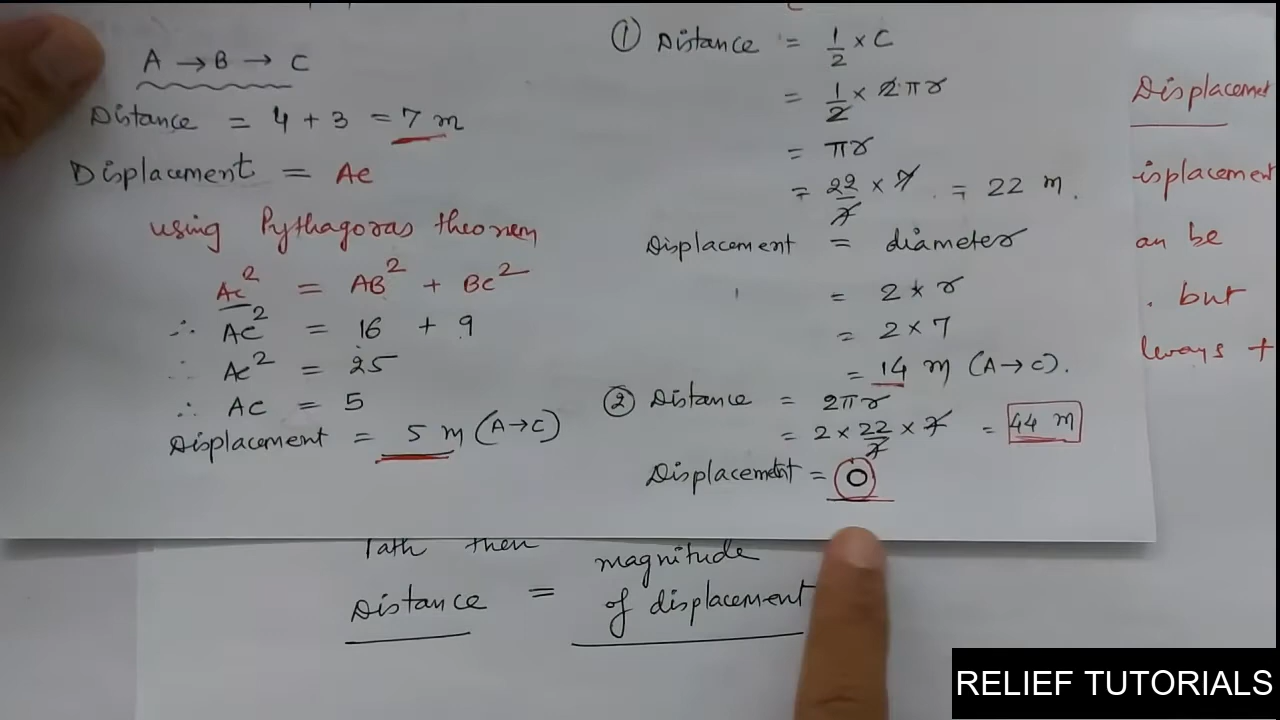 A → B → C
Distance = 4 + 3 = 7 m
Displacement = AC
using Pythagoras theorem
AC² = AB² + BC²
∴ AC² = 16 + 9
∴ AC² = 25
∴ AC = 5
Displacement = 5 m (A→C)
① Distance = 1/2 × C
= 1/2 × 2πr
= πr
= 22/7 × 7 = 22 m.
Displacement = diameter
= 2 × r
= 2 × 7
= 14 m (A→C).
② Distance = 2πr
= 2 × 22/7 × 7 = 44 m
Displacement = 0
Displacement
isplacement
an be
. but
lways +
Path then magnitude
Distance = of displacement
RELIEF TUTORIALS